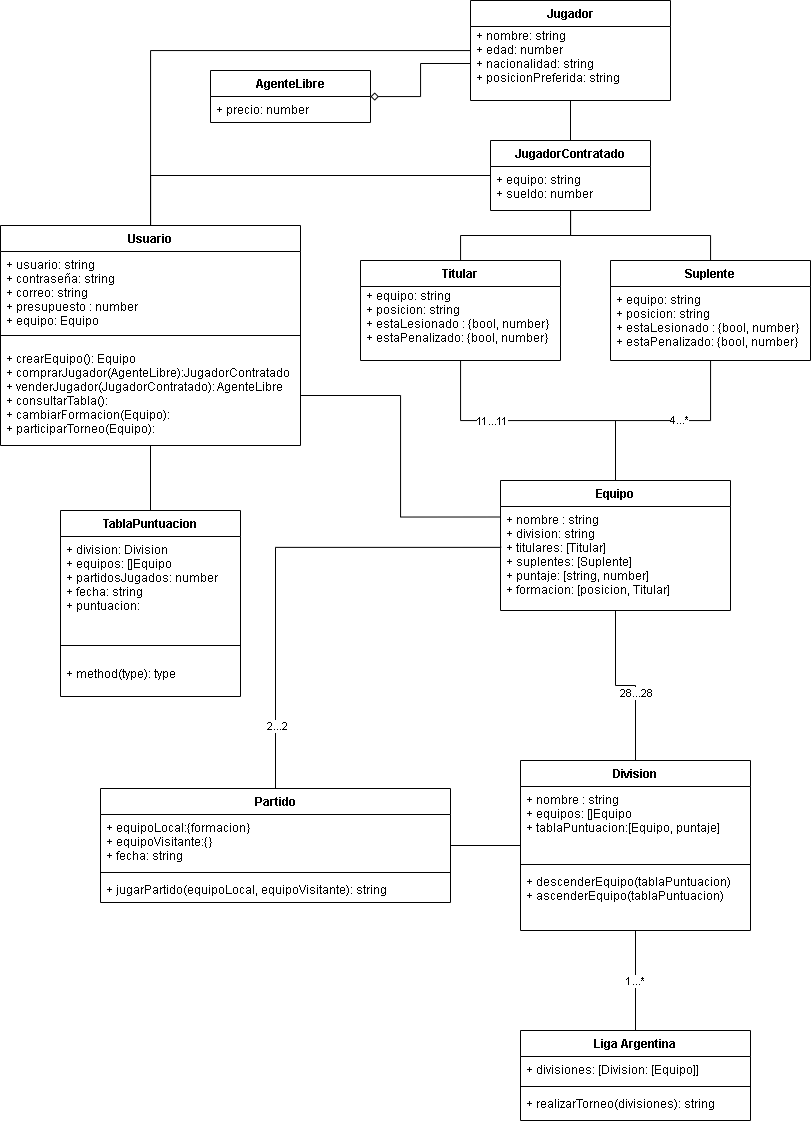 Jugador
+ nombre: string
+ edad: number
+ nacionalidad: string
+ posicionPreferida: string
AgenteLibre
+ precio: number
JugadorContratado
+ equipo: string
+ sueldo: number
Usuario
+ usuario: string
+ contraseña: string
+ correo: string
+ presupuesto : number
+ equipo: Equipo
+ crearEquipo(): Equipo
+ comprarJugador(AgenteLibre):JugadorContratado
+ venderJugador(JugadorContratado): AgenteLibre
+ consultarTabla():
+ cambiarFormacion(Equipo):
+ participarTorneo(Equipo):
Titular
+ equipo: string
+ posicion: string
+ estaLesionado : {bool, number}
+ estaPenalizado: {bool, number}
Suplente
+ equipo: string
+ posicion: string
+ estaLesionado : {bool, number}
+ estaPenalizado: {bool, number}
11...11
4...*
Equipo
+ nombre : string
+ division: string
+ titulares: [Titular]
+ suplentes: [Suplente]
+ puntaje: [string, number]
+ formacion: [posicion, Titular]
TablaPuntuacion
+ division: Division
+ equipos: []Equipo
+ partidosJugados: number
+ fecha: string
+ puntuacion:
+ method(type): type
28...28
2...2
Division
+ nombre : string
+ equipos: []Equipo
+ tablaPuntuacion:[Equipo, puntaje]
+ descenderEquipo(tablaPuntuacion)
+ ascenderEquipo(tablaPuntuacion)
Partido
+ equipoLocal:{formacion}
+ equipoVisitante:{}
+ fecha: string
+ jugarPartido(equipoLocal, equipoVisitante): string
1...*
Liga Argentina
+ divisiones: [Division: [Equipo]]
+ realizarTorneo(divisiones): string